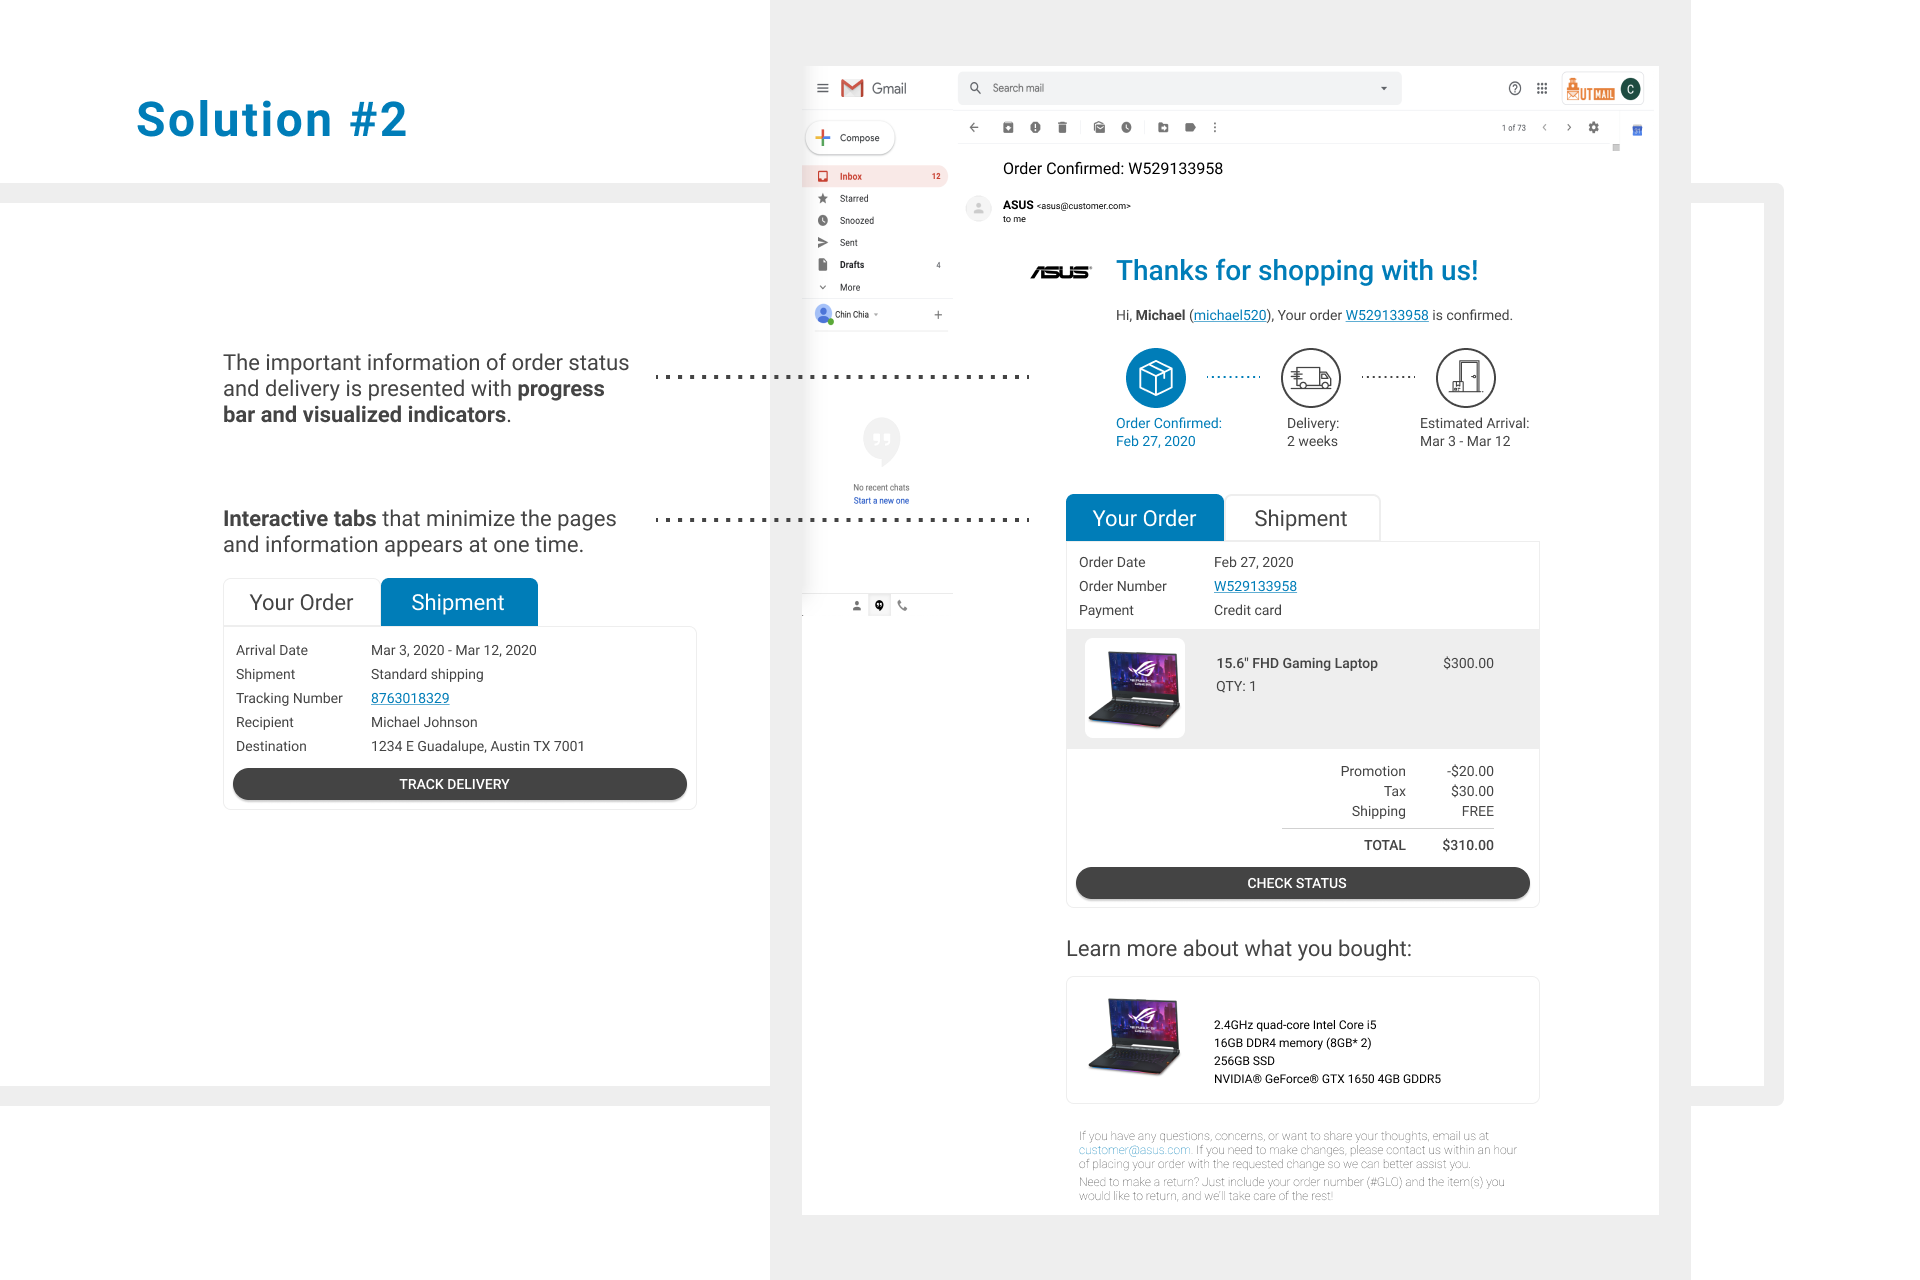 Solution #2
The important information of order status
and delivery is presented with progress
bar and visualized indicators.
Interactive tabs that minimize the pages
and information appears at one time.
Your Order Shipment
Arrival Date Mar 3, 2020 - Mar 12, 2020
Shipment Standard shipping
Tracking Number 8763018329
Recipient Michael Johnson
Destination 1234 E Guadalupe, Austin TX 7001
TRACK DELIVERY
Gmail
Search mail
UTMAIL
C
Compose
Inbox 12
Starred
Snoozed
Sent
Drafts 4
More
Chin Chia
No recent chats
Start a new one
1 of 73
31
Order Confirmed: W529133958
ASUS <asus@customer.com>
to me
ASUS
Thanks for shopping with us!
Hi, Michael (michael520), Your order W529133958 is confirmed.
Order Confirmed:
Feb 27, 2020
Delivery:
2 weeks
Estimated Arrival:
Mar 3 - Mar 12
Your Order Shipment
Order Date Feb 27, 2020
Order Number W529133958
Payment Credit card
15.6" FHD Gaming Laptop $300.00
QTY: 1
Promotion -$20.00
Tax $30.00
Shipping FREE
TOTAL $310.00
CHECK STATUS
Learn more about what you bought:
2.4GHz quad-core Intel Core i5
16GB DDR4 memory (8GB* 2)
256GB SSD
NVIDIA® GeForce® GTX 1650 4GB GDDR5
If you have any questions, concerns, or want to share your thoughts, email us at
customer@asus.com. If you need to make changes, please contact us within an hour
of placing your order with the requested change so we can better assist you.
Need to make a return? Just include your order number (#GLO) and the item(s) you
would like to return, and we'll take care of the rest!